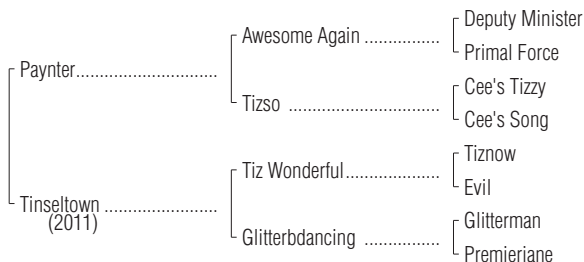 Deputy Minister
Awesome Again ..................
Primal Force
Paynter.................................
Cee's Tizzy
Tizso ....................................
Cee's Song
Tiznow
Tiz Wonderful......................
Evil
Tinseltown ...........................
(2011)
Glitterman
Glitterbdancing ..................
Premieriane